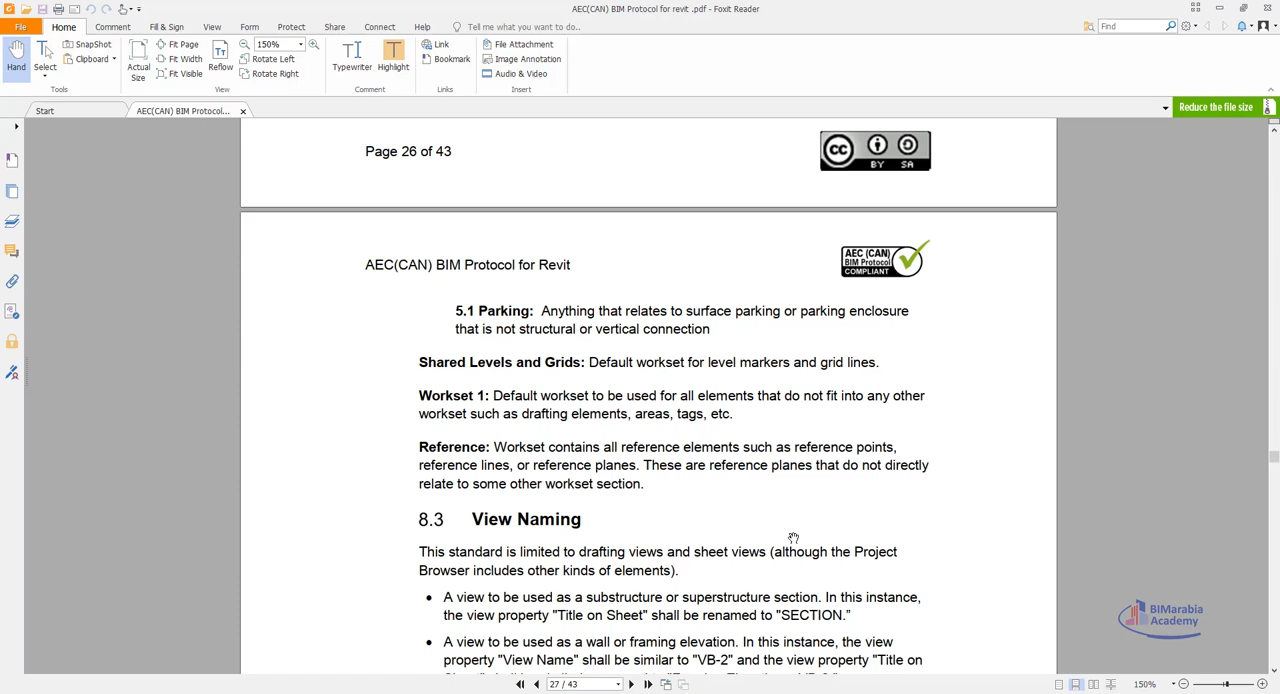 AEC(CAN) BIM Protocol for revit .pdf - Foxit Reader
File Home Comment Fill & Sign View Form Protect Share Connect Help Tell me what you want to do.. Find
Hand Select SnapShot Clipboard Actual Size Fit Page Fit Width Fit Visible Reflow 150% Rotate Left Rotate Right Typewriter Highlight Link Bookmark File Attachment Image Annotation Audio & Video
Tools View Comment Links Insert
Start AEC(CAN) BIM Protocol... Reduce the file size
Page 26 of 43
CC BY SA
AEC(CAN) BIM Protocol for Revit
AEC (CAN)
BIM Protocol
COMPLIANT
5.1 Parking: Anything that relates to surface parking or parking enclosure
that is not structural or vertical connection
Shared Levels and Grids: Default workset for level markers and grid lines.
Workset 1: Default workset to be used for all elements that do not fit into any other
workset such as drafting elements, areas, tags, etc.
Reference: Workset contains all reference elements such as reference points,
reference lines, or reference planes. These are reference planes that do not directly
relate to some other workset section.
8.3 View Naming
This standard is limited to drafting views and sheet views (although the Project
Browser includes other kinds of elements).
• A view to be used as a substructure or superstructure section. In this instance,
the view property "Title on Sheet" shall be renamed to "SECTION."
• A view to be used as a wall or framing elevation. In this instance, the view
property "View Name" shall be similar to "VB-2" and the view property "Title on
BIMarabia
Academy
27 / 43 150%